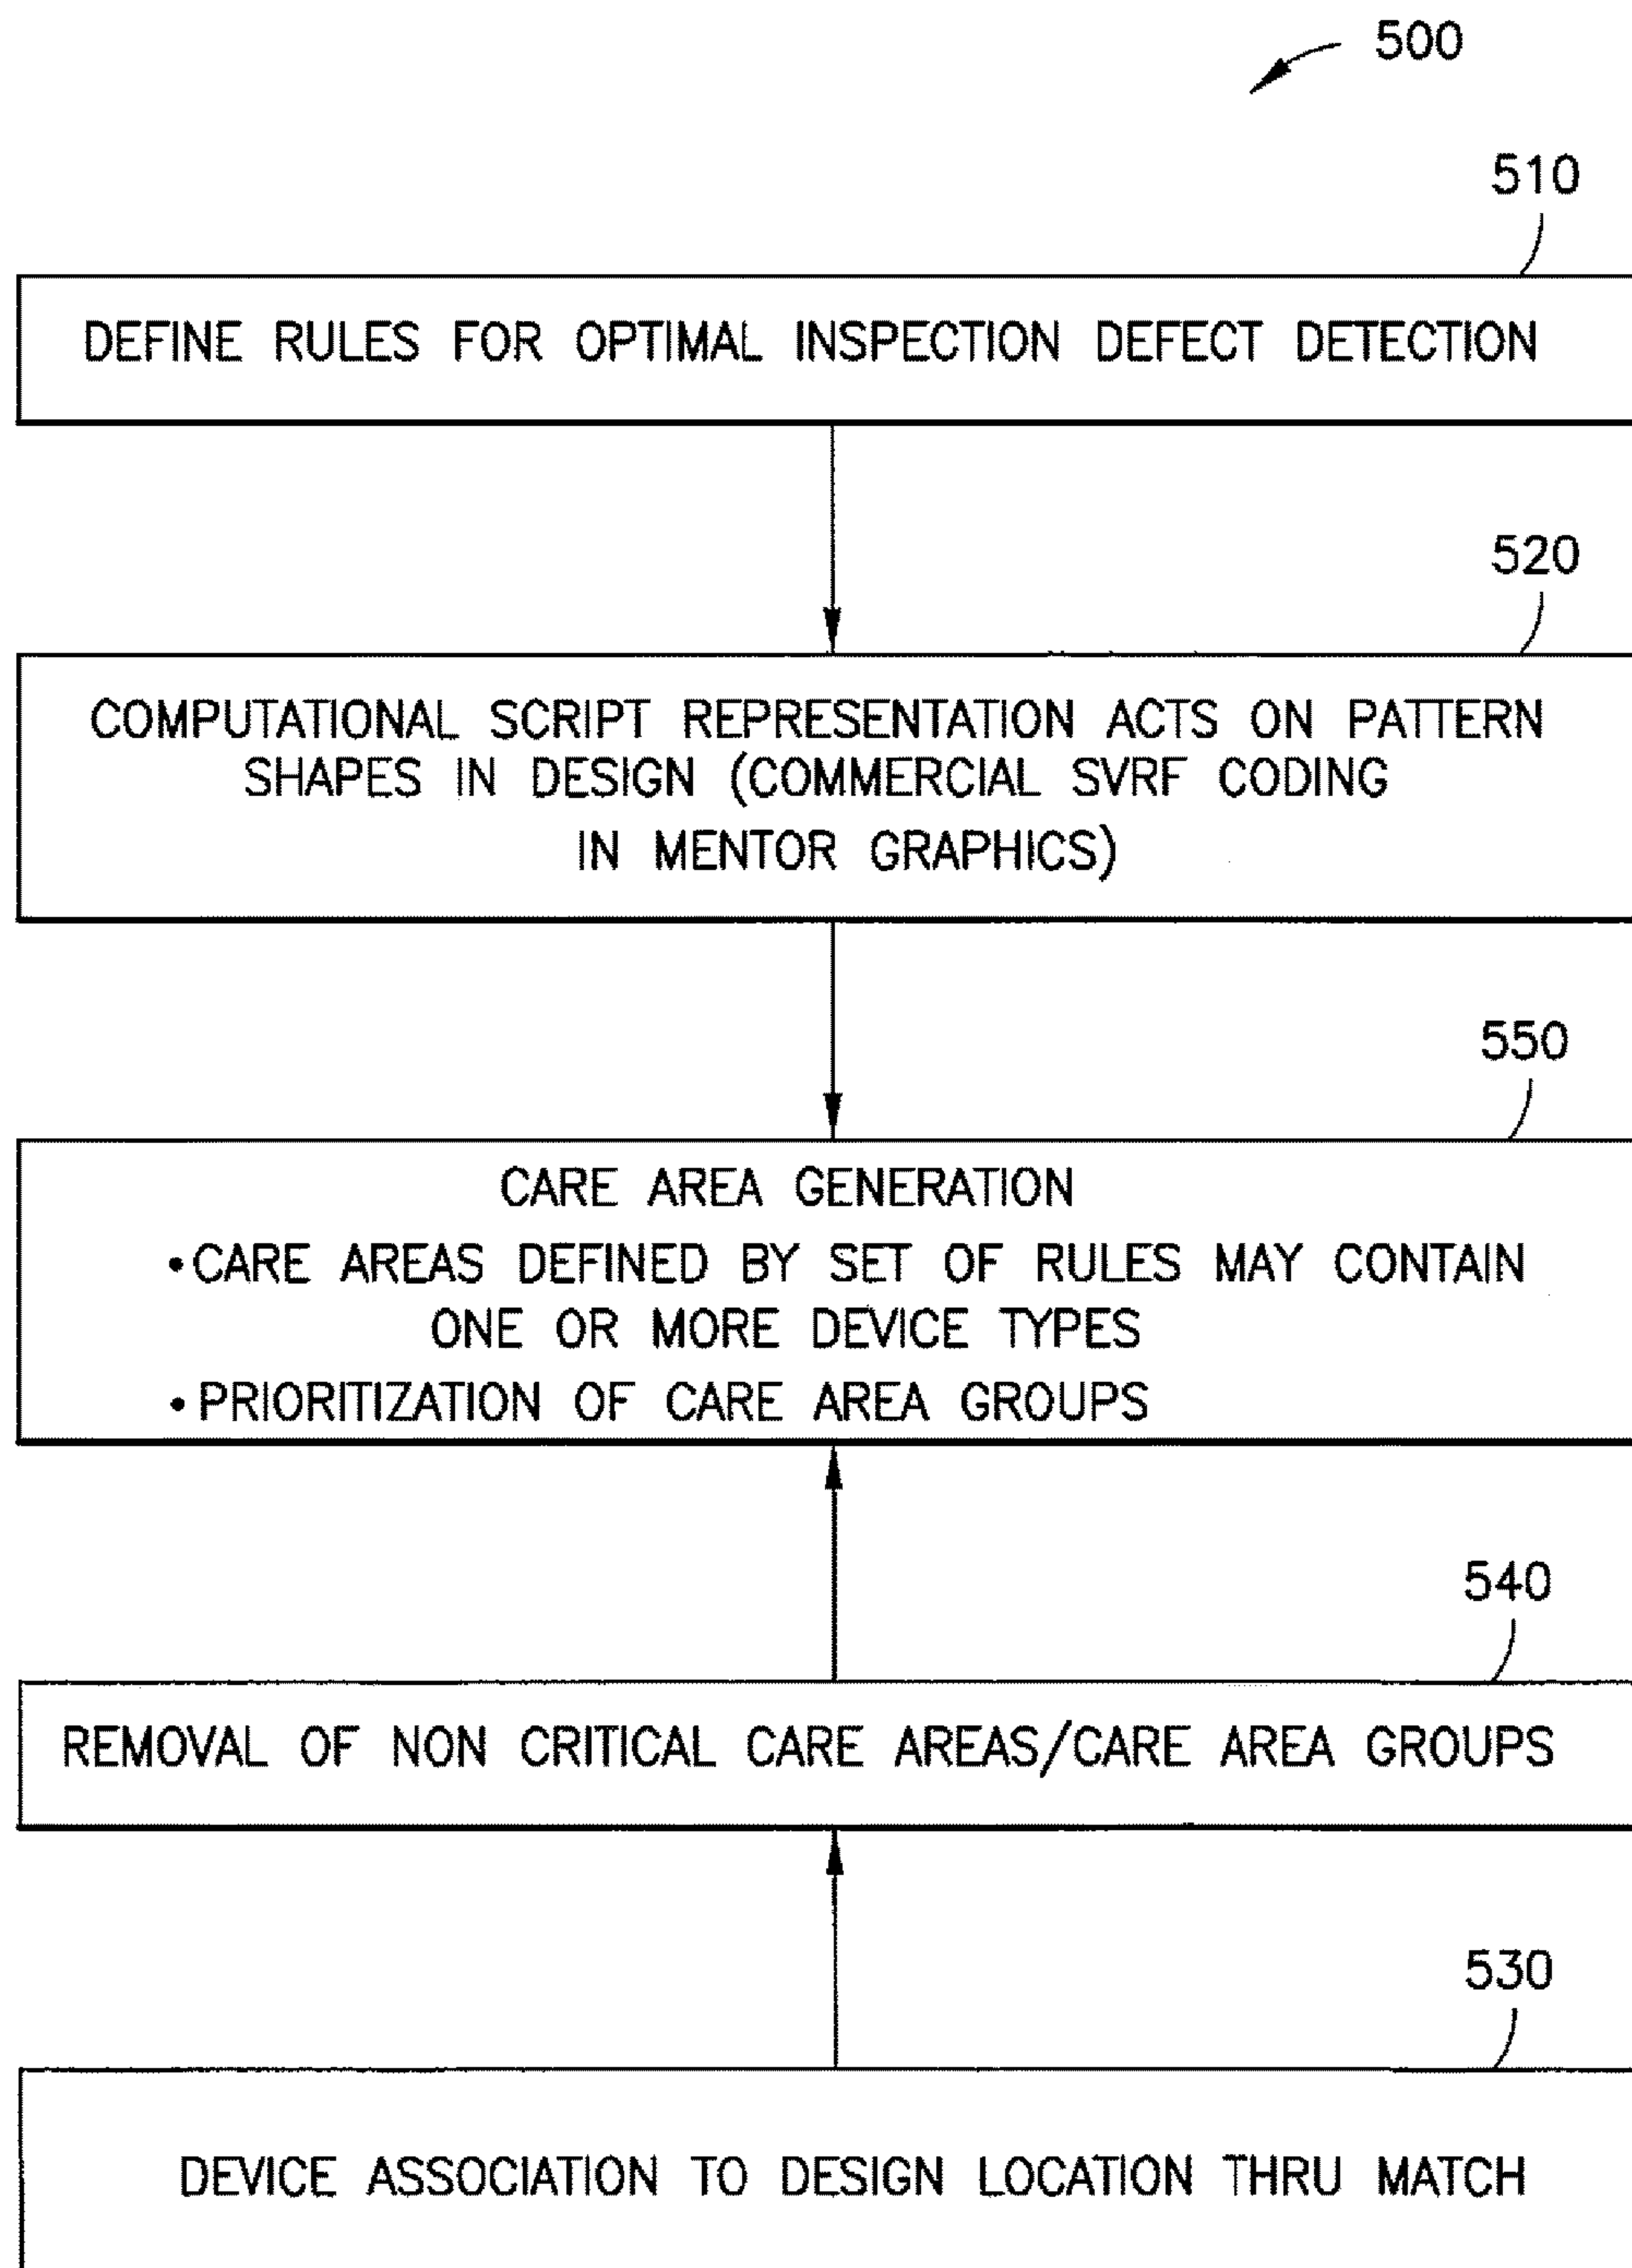 500
510
DEFINE RULES FOR OPTIMAL INSPECTION DEFECT DETECTION
520
COMPUTATIONAL SCRIPT REPRESENTATION ACTS ON PATTERN
SHAPES IN DESIGN (COMMERCIAL SVRF CODING
IN MENTOR GRAPHICS)
550
CARE AREA GENERATION
•CARE AREAS DEFINED BY SET OF RULES MAY CONTAIN
ONE OR MORE DEVICE TYPES
•PRIORITIZATION OF CARE AREA GROUPS
540
REMOVAL OF NON CRITICAL CARE AREAS/CARE AREA GROUPS
530
DEVICE ASSOCIATION TO DESIGN LOCATION THRU MATCH